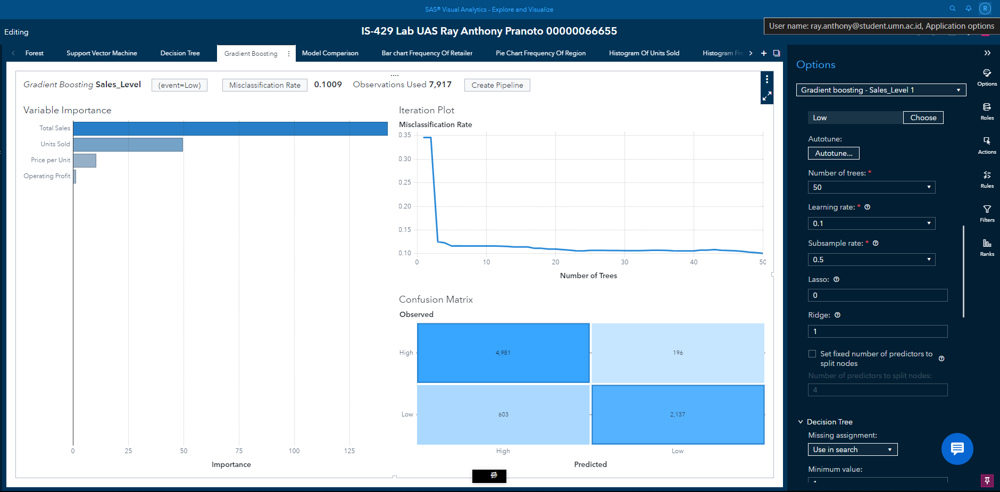 SAS® Visual Analytics - Explore and Visualize
R
Editing
IS-429 Lab UAS Ray Anthony Pranoto 00000066655
User name: ray.anthony@student.umn.ac.id, Application options
Forest
Support Vector Machine
Decision Tree
Gradient Boosting
Model Comparison
Bar chart Frequency Of Retailer
Pie Chart Frequency Of Region
Histogram Of Units Sold
Histogram Fre
Gradient Boosting Sales_Level
(event=Low)
Misclassification Rate
0.1009
Observations Used 7,917
Create Pipeline
Variable Importance
Total Sales
Units Sold
Price per Unit
Operating Profit
0 25 50 75 100 125
Importance
Iteration Plot
Misclassification Rate
0.35
0.30
0.25
0.20
0.15
0.10
0 10 20 30 40 50
Number of Trees
Confusion Matrix
Observed
High 4,981 196
Low 603 2,137
High Low
Predicted
Options
Gradient boosting - Sales_Level 1
Low
Choose
Autotune:
Autotune...
Number of trees: *
50
Learning rate: *
0.1
Subsample rate: *
0.5
Lasso:
0
Ridge:
1
Set fixed number of predictors to
split nodes
Number of predictors to split nodes:
4
Decision Tree
Missing assignment:
Use in search
Minimum value:
Options
Roles
Actions
Rules
Filters
Ranks